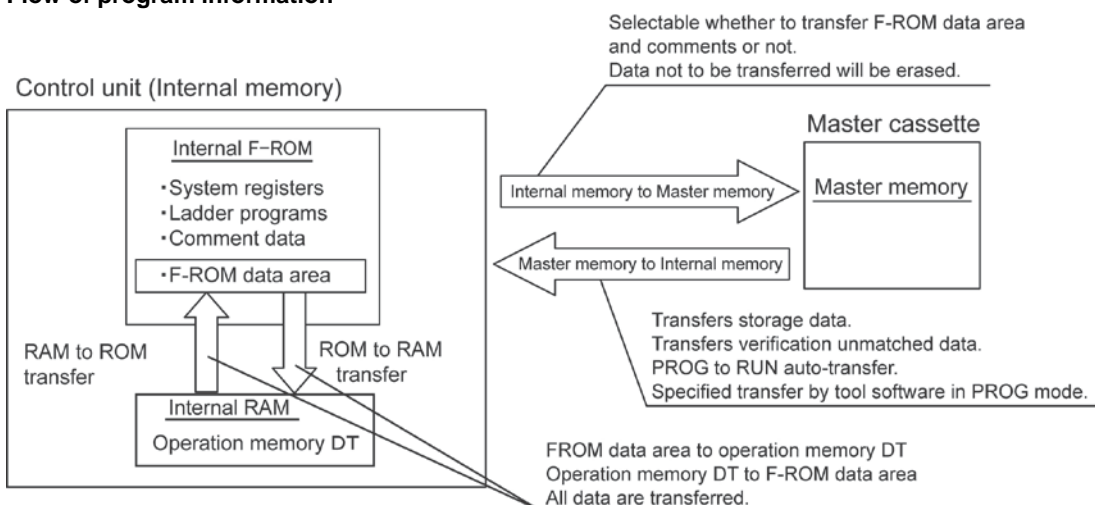 Flow of program information
Selectable whether to transfer F-ROM data area
and comments or not.
Data not to be transferred will be erased.
Control unit (Internal memory)
Master cassette
Internal F-ROM
・System registers
・Ladder programs
・Comment data
・F-ROM data area
Internal memory to Master memory
Master memory
Master memory to Internal memory
RAM to ROM
transfer
ROM to RAM
transfer
Internal RAM
Operation memory DT
Transfers storage data.
Transfers verification unmatched data.
PROG to RUN auto-transfer.
Specified transfer by tool software in PROG mode.
FROM data area to operation memory DT
Operation memory DT to F-ROM data area
All data are transferred.